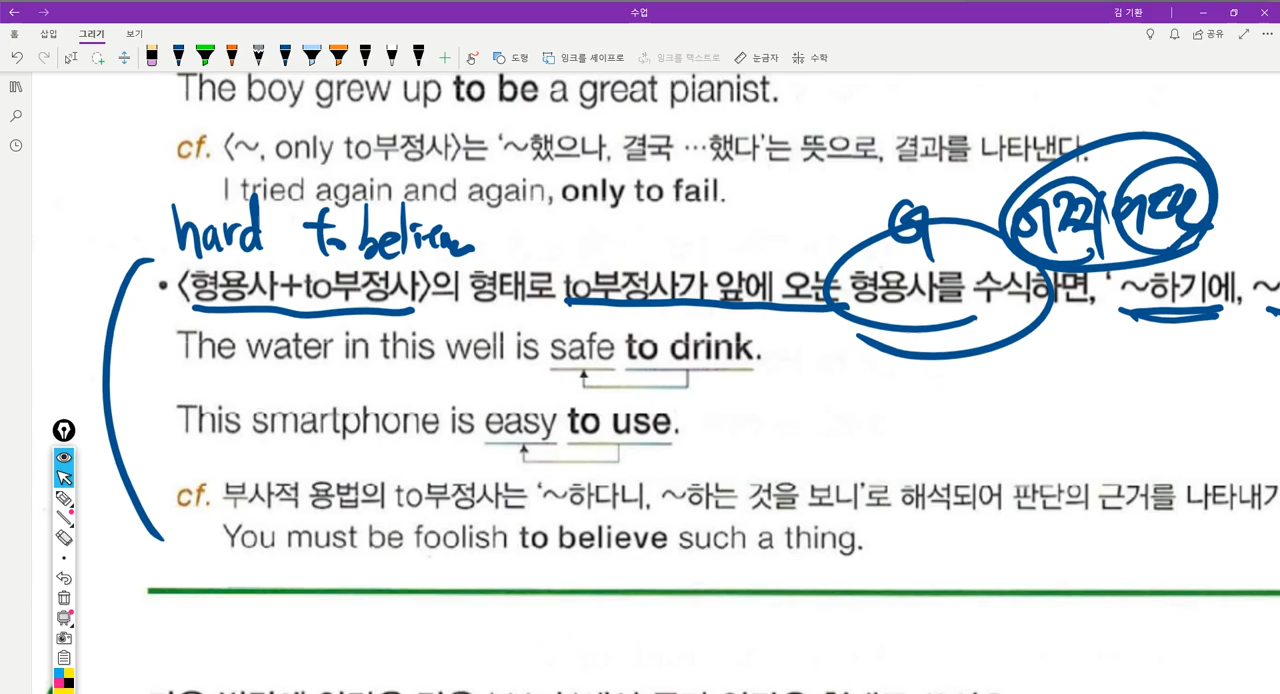 수업
김 기환
홈 삽입 그리기 보기
공유
도형 잉크를 셰이프로 잉크를 텍스트로 눈금자 수학
The boy grew up to be a great pianist.
cf. 〈～, only to부정사〉는 '～했으나, 결국 …했다'는 뜻으로, 결과를 나타낸다.
I tried again and again, only to fail.
hard to believe
• 〈형용사+to부정사〉의 형태로 to부정사가 앞에 오는 형용사를 수식하면, '～하기에, ～
The water in this well is safe to drink.
This smartphone is easy to use.
cf. 부사적 용법의 to부정사는 '～하다니, ～하는 것을 보니'로 해석되어 판단의 근거를 나타내기
You must be foolish to believe such a thing.